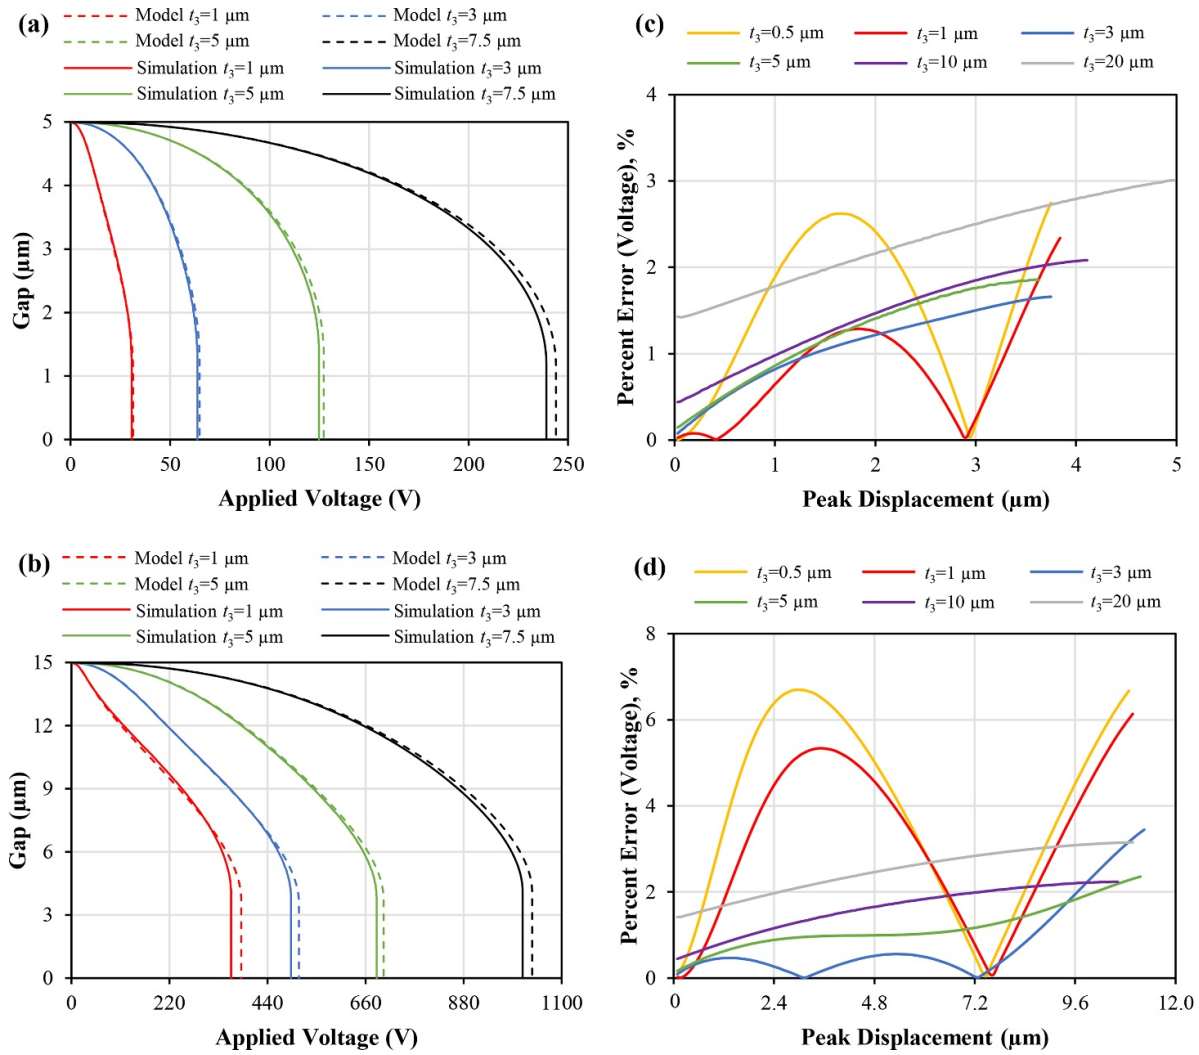 (a)
Model t3=1 µm
Model t3=3 µm
Model t3=5 µm
Model t3=7.5 µm
Simulation t3=1 µm
Simulation t3=3 µm
Simulation t3=5 µm
Simulation t3=7.5 µm
5
4
3
2
1
0
Gap (µm)
0 50 100 150 200 250
Applied Voltage (V)
(c)
t3=0.5 µm
t3=1 µm
t3=3 µm
t3=5 µm
t3=10 µm
t3=20 µm
4
3
2
1
0
Percent Error (Voltage), %
0 1 2 3 4 5
Peak Displacement (µm)
(b)
Model t3=1 µm
Model t3=3 µm
Model t3=5 µm
Model t3=7.5 µm
Simulation t3=1 µm
Simulation t3=3 µm
Simulation t3=5 µm
Simulation t3=7.5 µm
15
12
9
6
3
0
Gap (µm)
0 220 440 660 880 1100
Applied Voltage (V)
(d)
t3=0.5 µm
t3=1 µm
t3=3 µm
t3=5 µm
t3=10 µm
t3=20 µm
8
6
4
2
0
Percent Error (Voltage), %
0 2.4 4.8 7.2 9.6 12.0
Peak Displacement (µm)